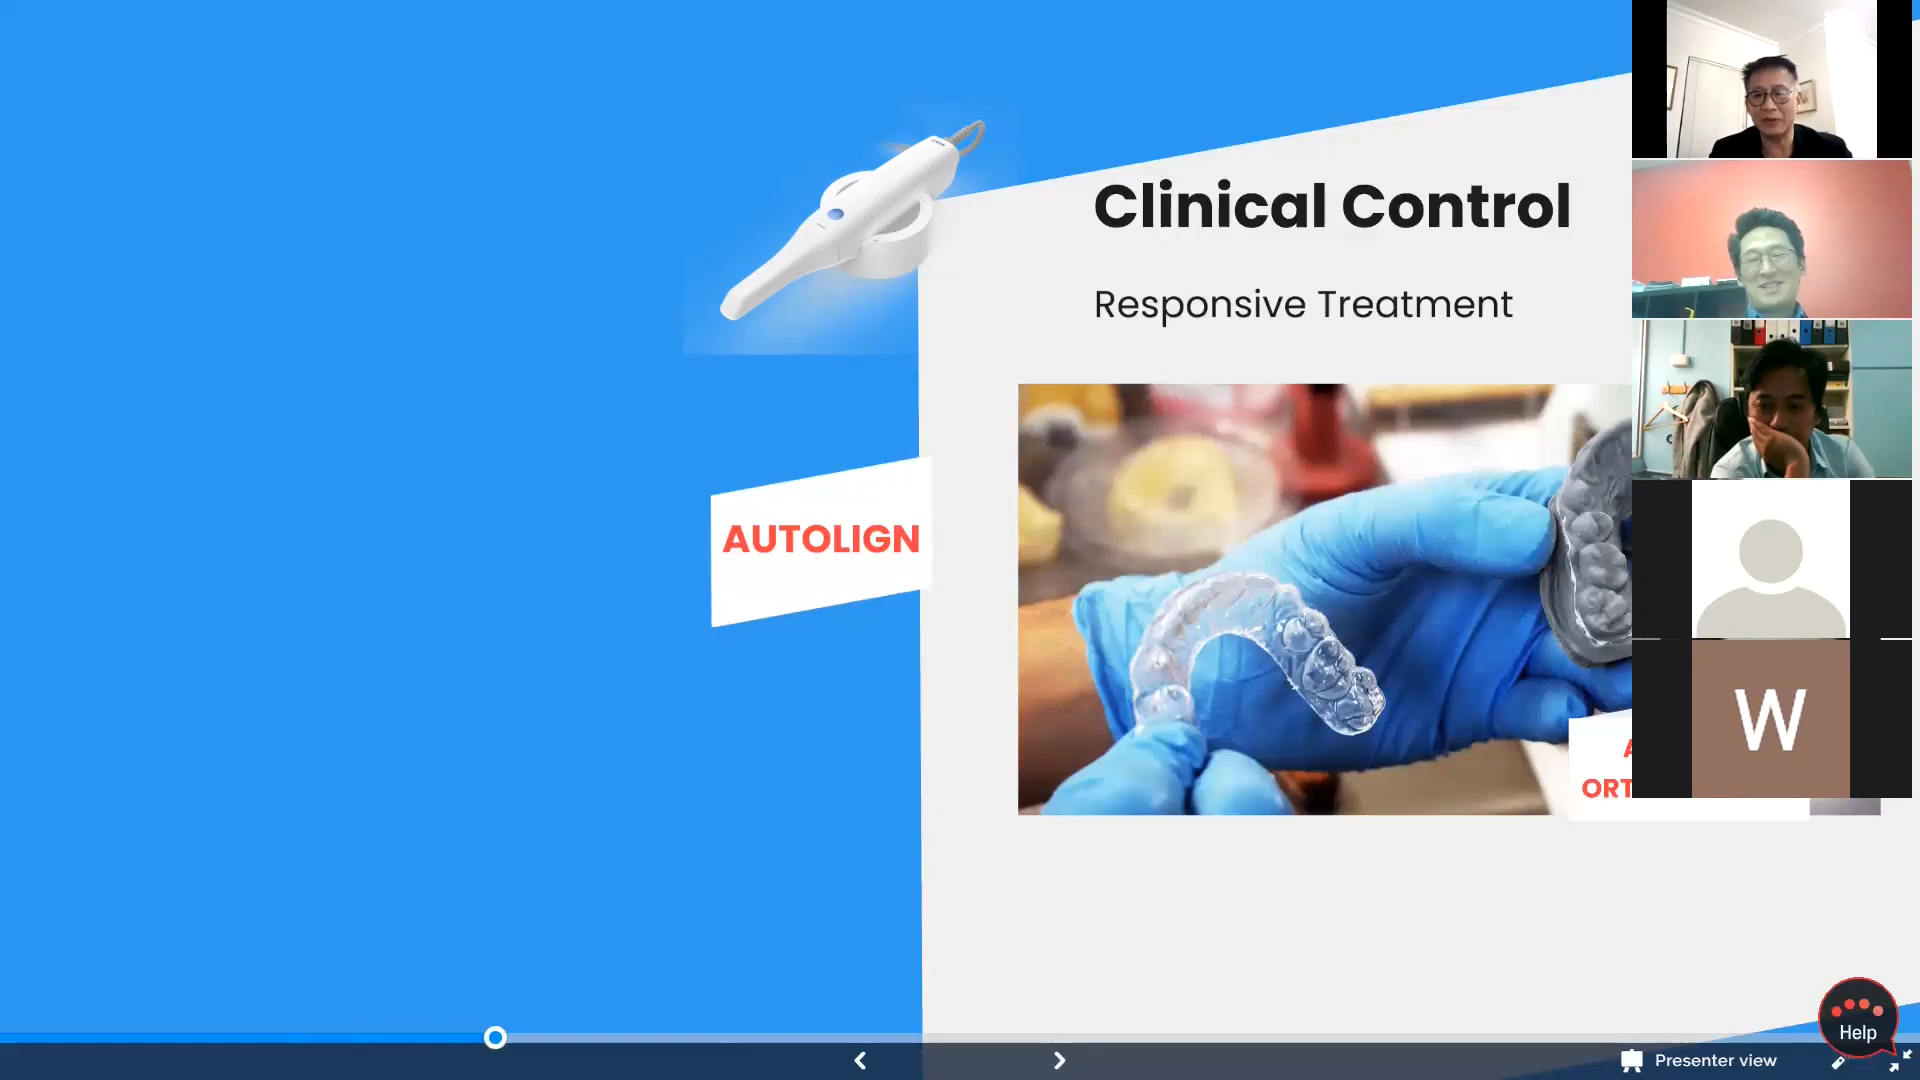 Clinical Control
Responsive Treatment
AUTOLIGN
ORT
W
Help
Presenter view